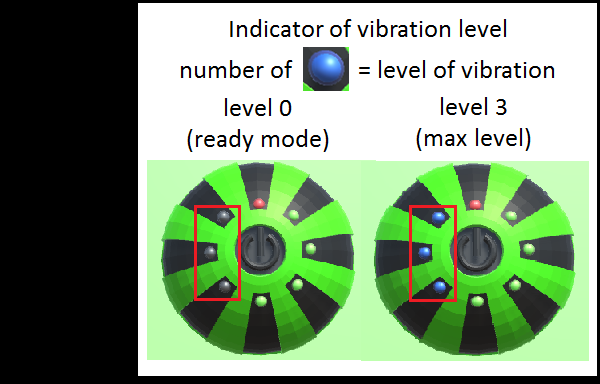 Indicator of vibration level
number of = level of vibration
level 0 level 3
(ready mode) (max level)